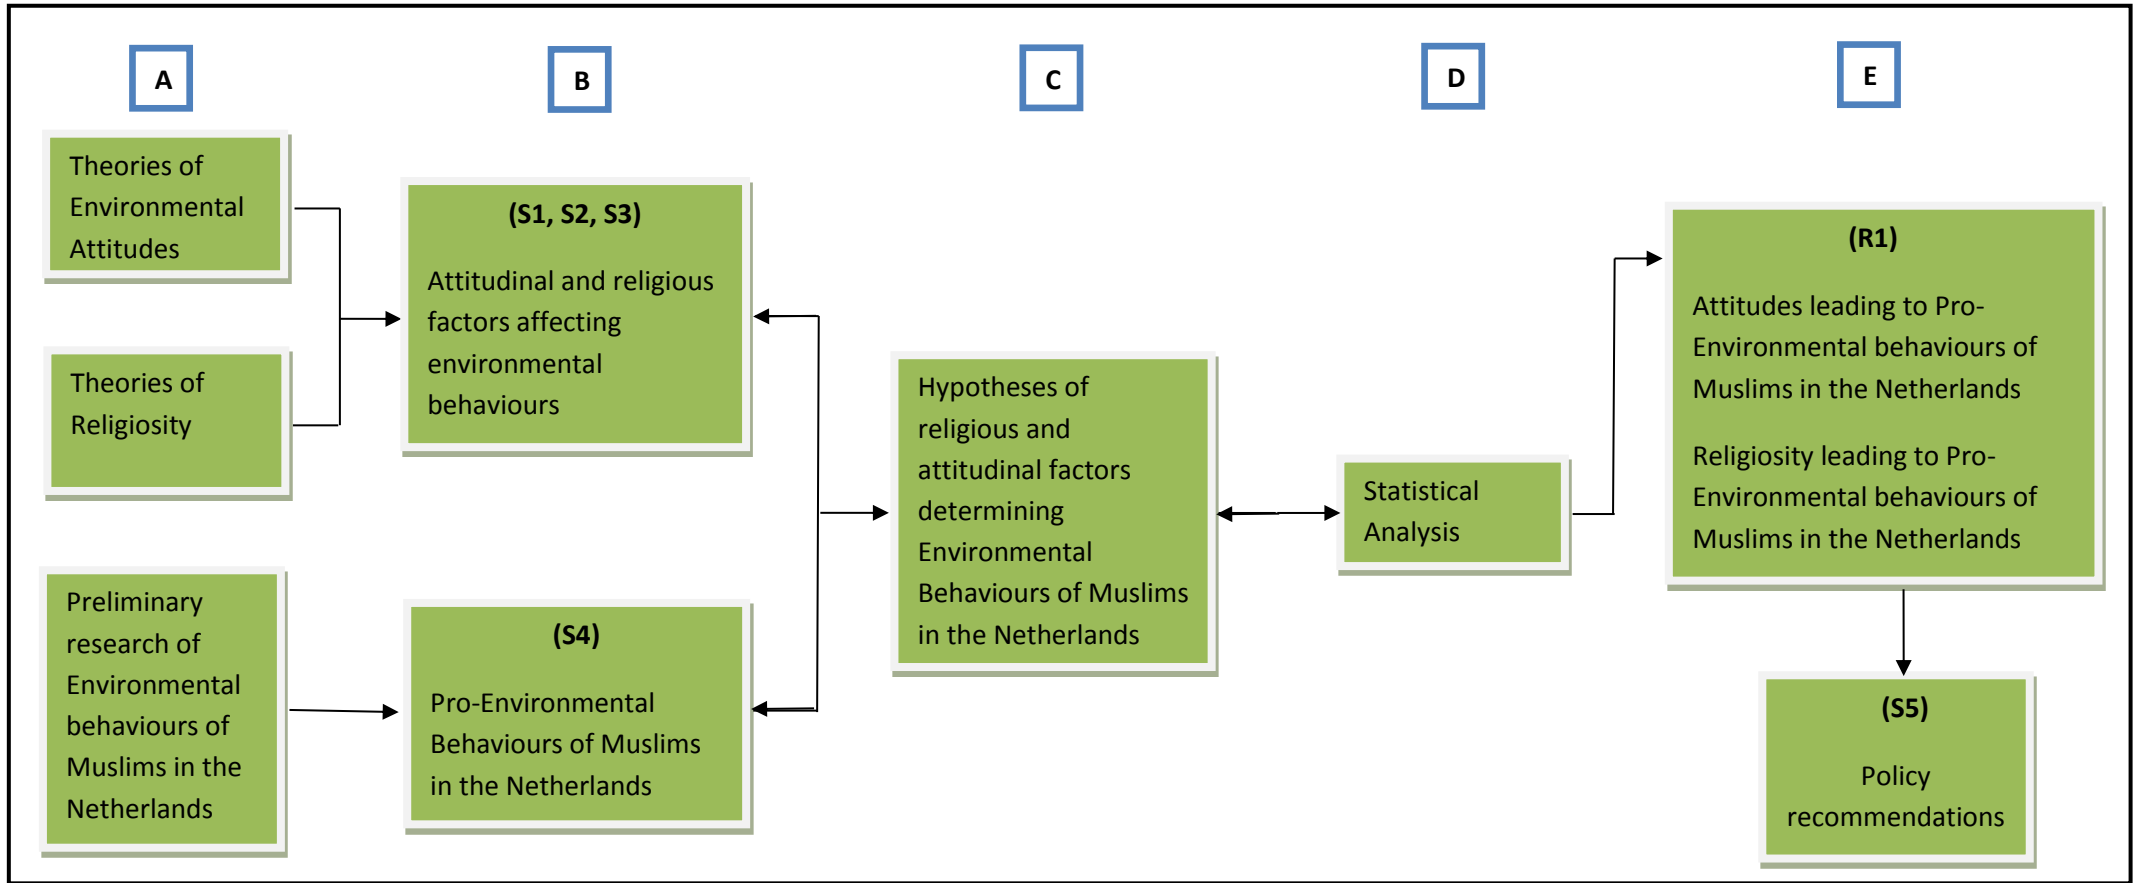 A
B
C
D
E
Theories of
Environmental
Attitudes
Theories of
Religiosity
Preliminary
research of
Environmental
behaviours of
Muslims in the
Netherlands
(S1, S2, S3)
Attitudinal and religious
factors affecting
environmental
behaviours
(S4)
Pro-Environmental
Behaviours of Muslims
in the Netherlands
Hypotheses of
religious and
attitudinal factors
determining
Environmental
Behaviours of Muslims
in the Netherlands
Statistical
Analysis
(R1)
Attitudes leading to Pro-
Environmental behaviours of
Muslims in the Netherlands
Religiosity leading to Pro-
Environmental behaviours of
Muslims in the Netherlands
(S5)
Policy
recommendations